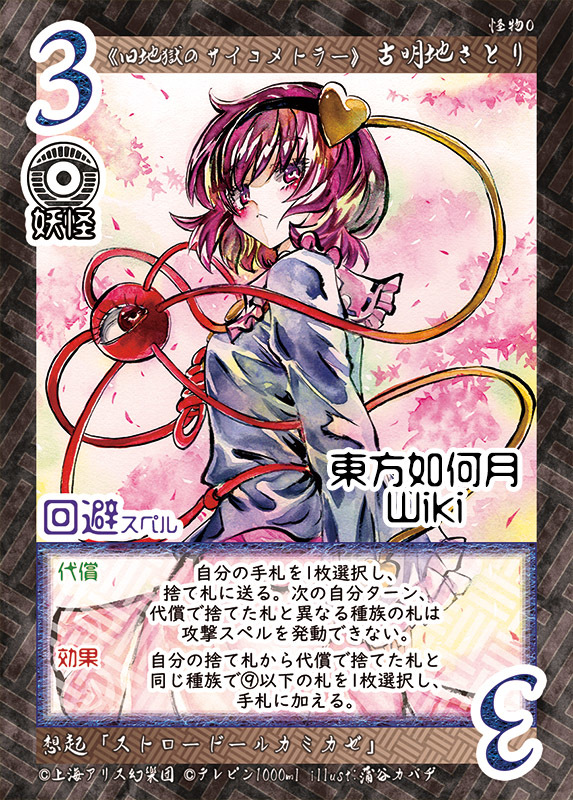 怪物0
3
《旧地獄のサイコメトラー》 古明地さとり
妖怪
東方如何月
Wiki
回避スペル
代償
自分の手札を1枚選択し、
捨て札に送る。次の自分ターン、
代償で捨てた札と異なる種族の札は
攻撃スペルを発動できない。
効果
自分の捨て札から代償で捨てた札と
同じ種族で⑨以下の札を1枚選択し、
手札に加える。
3
想起「ストロードールカミカゼ」
©上海アリス幻樂団 ©テレピン1000ml illust:蒲谷カバヂ